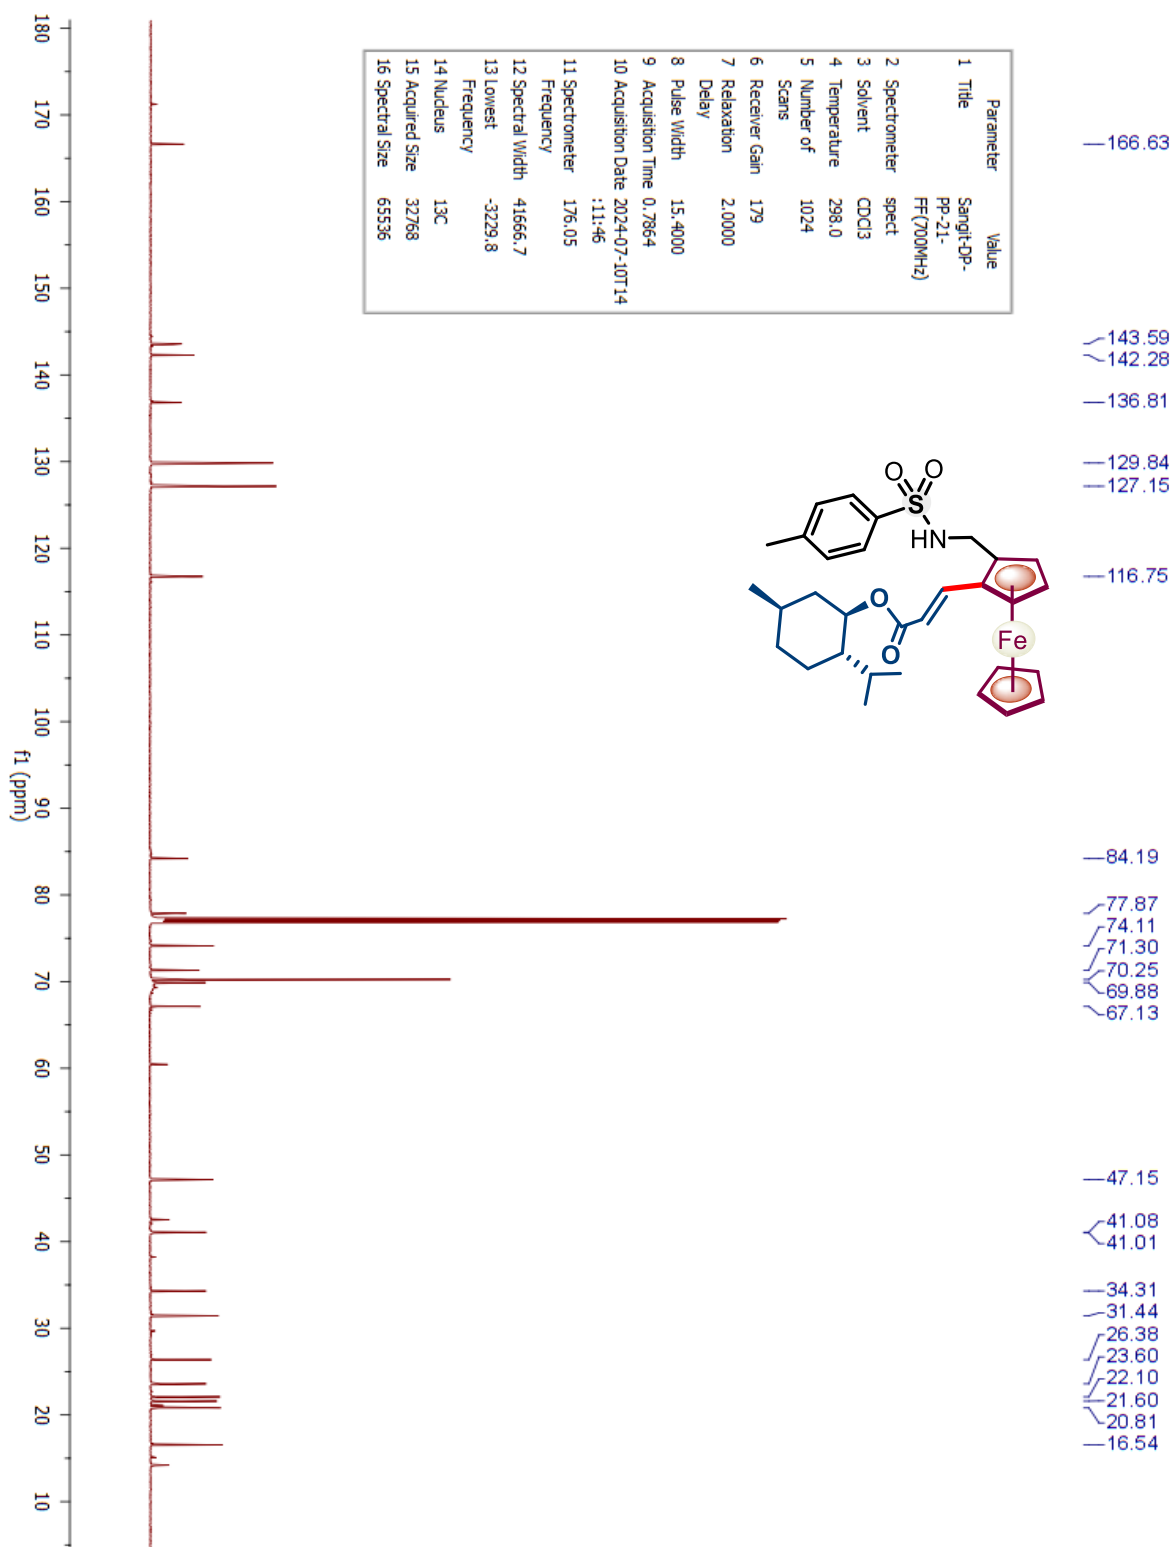 Parameter Value
1 Title Sangit-DP-
PP-21-
FF(700MHz)
2 Spectrometer spect
3 Solvent CDCl3
4 Temperature 298.0
5 Number of 1024
Scans
6 Receiver Gain 179
7 Relaxation 2.0000
Delay
8 Pulse Width 15.4000
9 Acquisition Time 0.7864
10 Acquisition Date 2024-07-10T14
:11:46
11 Spectrometer 176.05
Frequency
12 Spectral Width 41666.7
13 Lowest -3229.8
Frequency
14 Nucleus 13C
15 Acquired Size 32768
16 Spectral Size 65536
166.63
143.59
142.28
136.81
129.84
127.15
116.75
84.19
77.87
74.11
71.30
70.25
69.88
67.13
47.15
41.08
41.01
34.31
31.44
26.38
23.60
22.10
21.60
20.81
16.54
O O
S
HN
O
O
Fe
180 170 160 150 140 130 120 110 100 90 80 70 60 50 40 30 20 10
f1 (ppm)